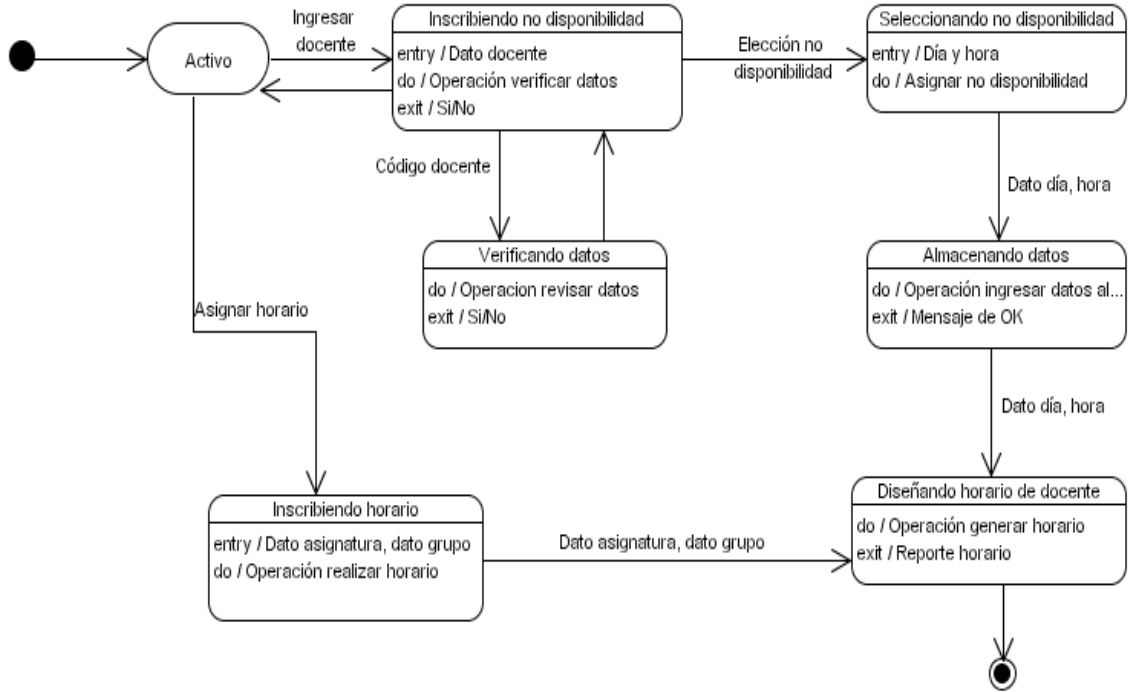 Ingresar
docente
Activo
Inscribiendo no disponibilidad
entry / Dato docente
do / Operación verificar datos
exit / Si/No
Elección no
disponibilidad
Seleccionando no disponibilidad
entry / Día y hora
do / Asignar no disponibilidad
Código docente
Dato día, hora
Verificando datos
do / Operacion revisar datos
exit / Si/No
Almacenando datos
do / Operación ingresar datos al...
exit / Mensaje de OK
Asignar horario
Dato día, hora
Inscribiendo horario
entry / Dato asignatura, dato grupo
do / Operación realizar horario
Dato asignatura, dato grupo
Diseñando horario de docente
do / Operación generar horario
exit / Reporte horario